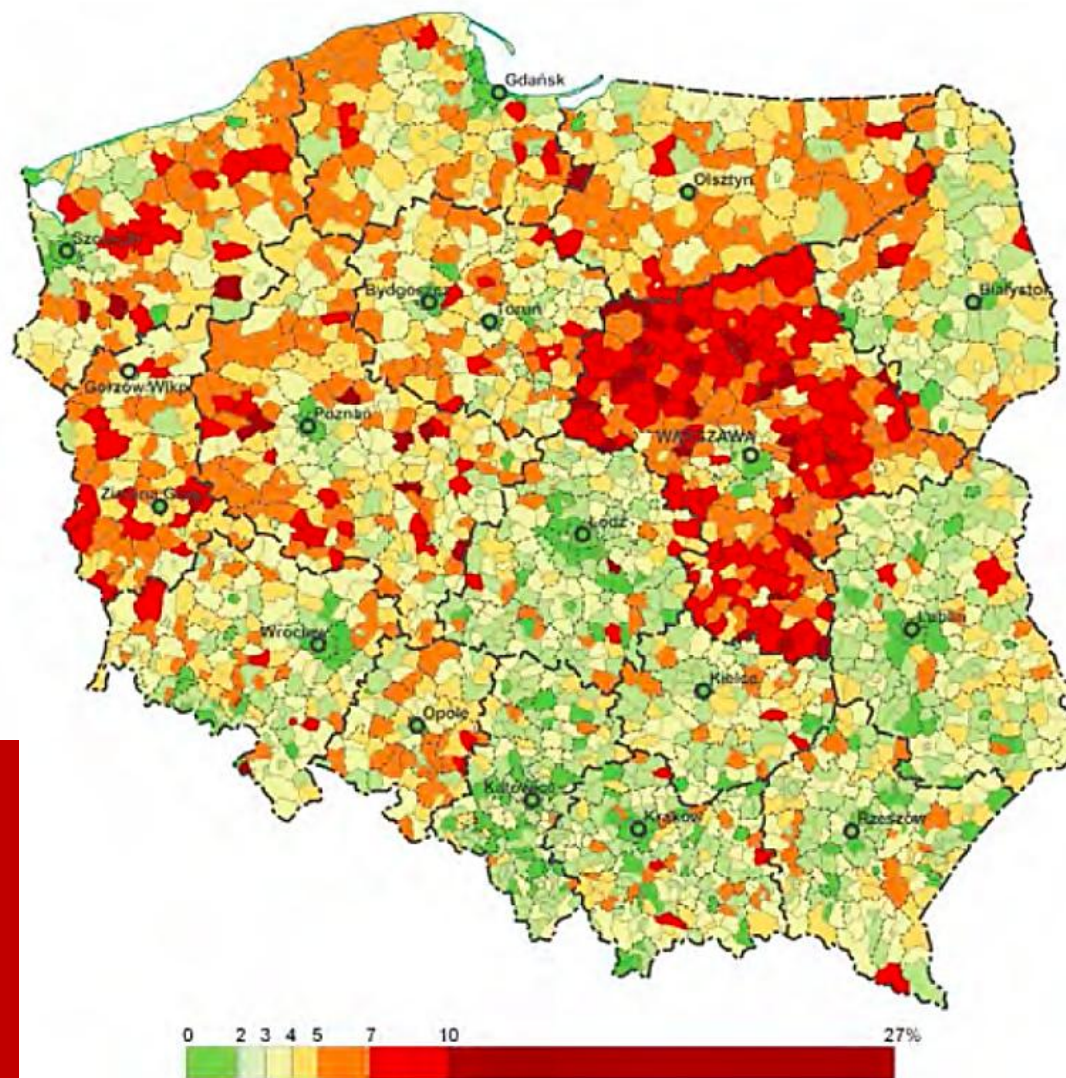 Gdańsk
Olsztyn
Białystok
Bydgoszcz
Toruń
Gorzów Wlkp
Poznań
WARSZAWA
Łódź
Wrocław
Lublin
Kielce
Opole
Katowice
Kraków
Rzeszów
0 2 3 4 5 7 10 27%